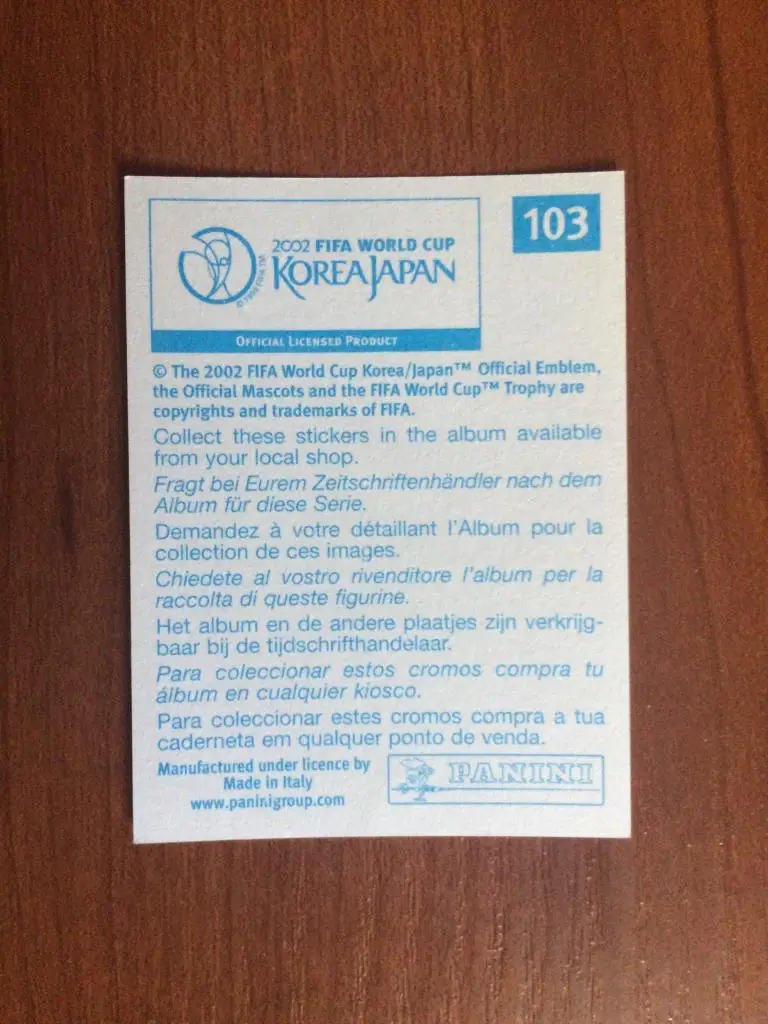 103
2002 FIFA WORLD CUP
KOREA JAPAN
© 1999 FIFA TM
OFFICIAL LICENSED PRODUCT
© The 2002 FIFA World Cup Korea/Japan™ Official Emblem,
the Official Mascots and the FIFA World Cup™ Trophy are
copyrights and trademarks of FIFA.
Collect these stickers in the album available
from your local shop.
Fragt bei Eurem Zeitschriftenhändler nach dem
Album für diese Serie.
Demandez à votre détaillant l'Album pour la
collection de ces images.
Chiedete al vostro rivenditore l'album per la
raccolta di queste figurine.
Het album en de andere plaatjes zijn verkrijg-
baar bij de tijdschrifthandelaar.
Para coleccionar estos cromos compra tu
álbum en cualquier kiosco.
Para coleccionar estes cromos compra a tua
caderneta em qualquer ponto de venda.
Manufactured under licence by
Made in Italy
www.paninigroup.com
PANINI